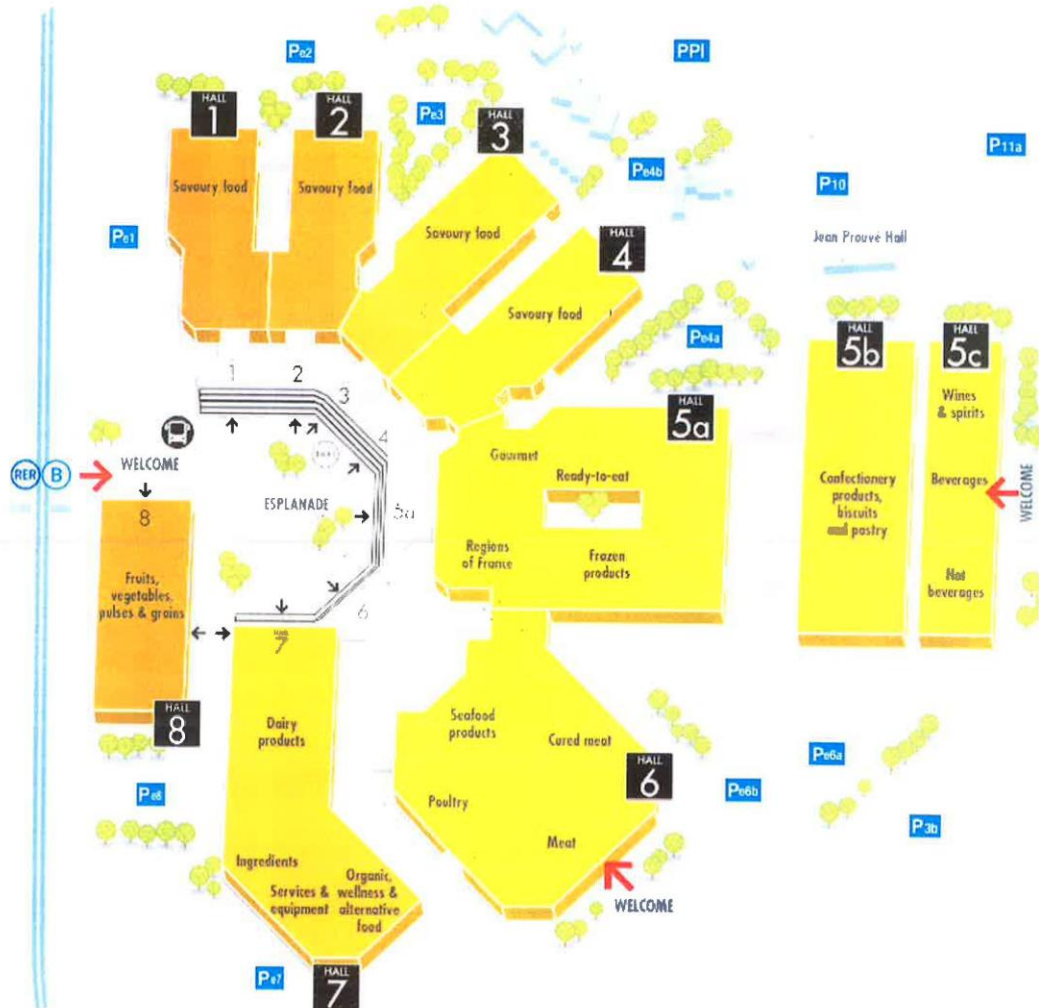 Pe2
PPI
HALL
1
HALL
2
Pe3
HALL
3
P11a
Pe4b
P10
Savoury food
Savoury food
Savoury food
Pe1
Jean Prouvé Hall
HALL
4
Savoury food
Pe4a
HALL
5b
HALL
5c
1
2
3
4
HALL
5a
Wines
& spirits
Gourmet
Ready-to-eat
RER B
WELCOME
ESPLANADE
5a
Confectionery
products,
biscuits
and pastry
Beverages
WELCOME
8
Regions
of France
Frozen
products
Fruits,
vegetables,
pulses & grains
Hot
beverages
6
HALL
7
HALL
8
Dairy
products
Seafood
products
Cured meat
HALL
6
Pe6a
Pe8
Poultry
Pe6b
P3b
Meat
Ingredients
Services &
equipment
Organic,
wellness &
alternative
food
WELCOME
Pe7
HALL
7